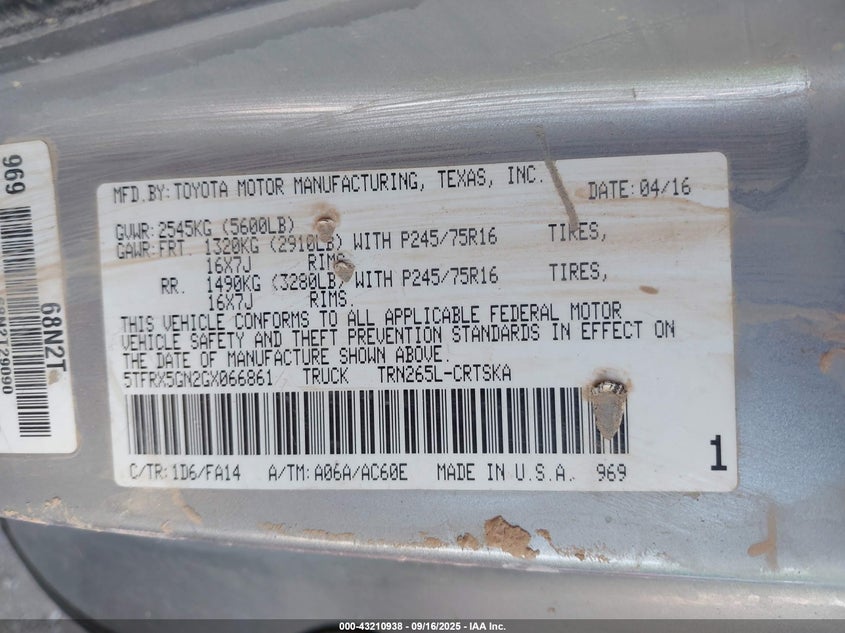 MFD.BY:TOYOTA MOTOR MANUFACTURING, TEXAS, INC. DATE:04/16
GVWR:2545KG (5600LB)
GAWR:FRT. 1320KG (2910LB) WITH P245/75R16 TIRES,
16X7J RIMS.
RR. 1490KG (3280LB) WITH P245/75R16 TIRES,
16X7J RIMS.
THIS VEHICLE CONFORMS TO ALL APPLICABLE FEDERAL MOTOR
VEHICLE SAFETY AND THEFT PREVENTION STANDARDS IN EFFECT ON
THE DATE OF MANUFACTURE SHOWN ABOVE.
5TFRX5GN2GX066861 TRUCK TRN265L-CRTSKA
C/TR:1D6/FA14 A/TM:A06A/AC60E MADE IN U.S.A. 969
1
969
68N2T
000-43210938 - 09/16/2025 - IAA Inc.